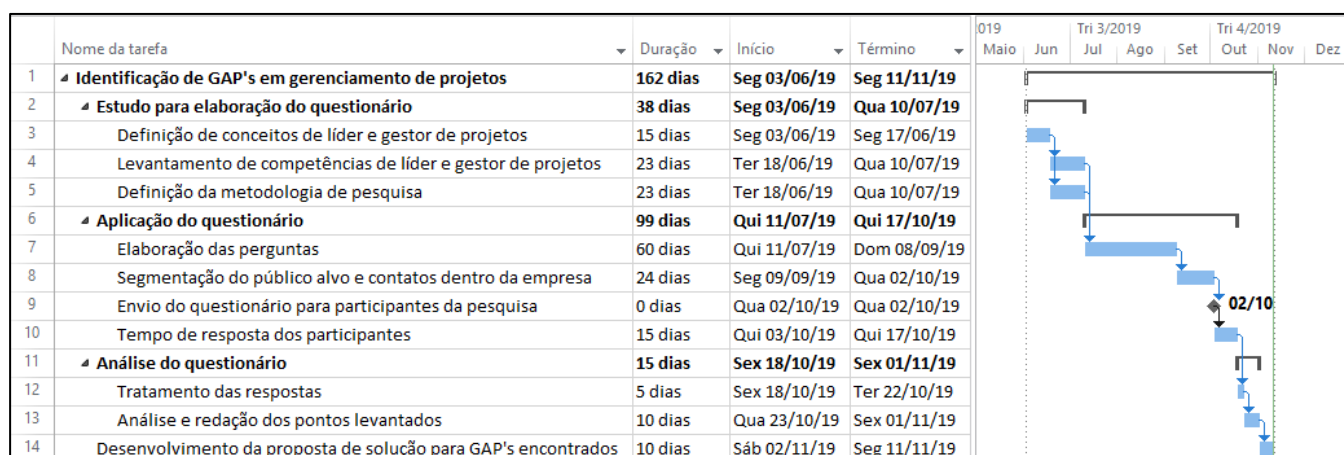 019 Tri 3/2019 Tri 4/2019
Nome da tarefa Duração Início Término Maio Jun Jul Ago Set Out Nov Dez
1 Identificação de GAP's em gerenciamento de projetos 162 dias Seg 03/06/19 Seg 11/11/19
2 Estudo para elaboração do questionário 38 dias Seg 03/06/19 Qua 10/07/19
3 Definição de conceitos de líder e gestor de projetos 15 dias Seg 03/06/19 Seg 17/06/19
4 Levantamento de competências de líder e gestor de projetos 23 dias Ter 18/06/19 Qua 10/07/19
5 Definição da metodologia de pesquisa 23 dias Ter 18/06/19 Qua 10/07/19
6 Aplicação do questionário 99 dias Qui 11/07/19 Qui 17/10/19
7 Elaboração das perguntas 60 dias Qui 11/07/19 Dom 08/09/19
8 Segmentação do público alvo e contatos dentro da empresa 24 dias Seg 09/09/19 Qua 02/10/19
9 Envio do questionário para participantes da pesquisa 0 dias Qua 02/10/19 Qua 02/10/19 02/10
10 Tempo de resposta dos participantes 15 dias Qui 03/10/19 Qui 17/10/19
11 Análise do questionário 15 dias Sex 18/10/19 Sex 01/11/19
12 Tratamento das respostas 5 dias Sex 18/10/19 Ter 22/10/19
13 Análise e redação dos pontos levantados 10 dias Qua 23/10/19 Sex 01/11/19
14 Desenvolvimento da proposta de solução para GAP's encontrados 10 dias Sáb 02/11/19 Seg 11/11/19